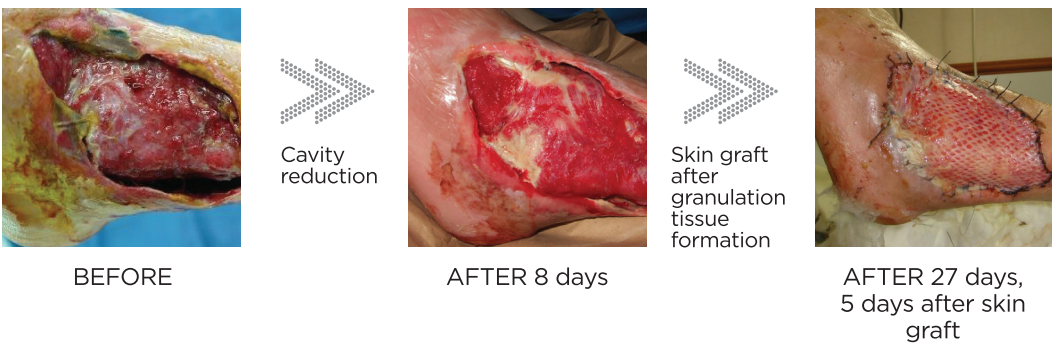 Cavity
reduction
Skin graft
after
granulation
tissue
formation
BEFORE
AFTER 8 days
AFTER 27 days,
5 days after skin
graft